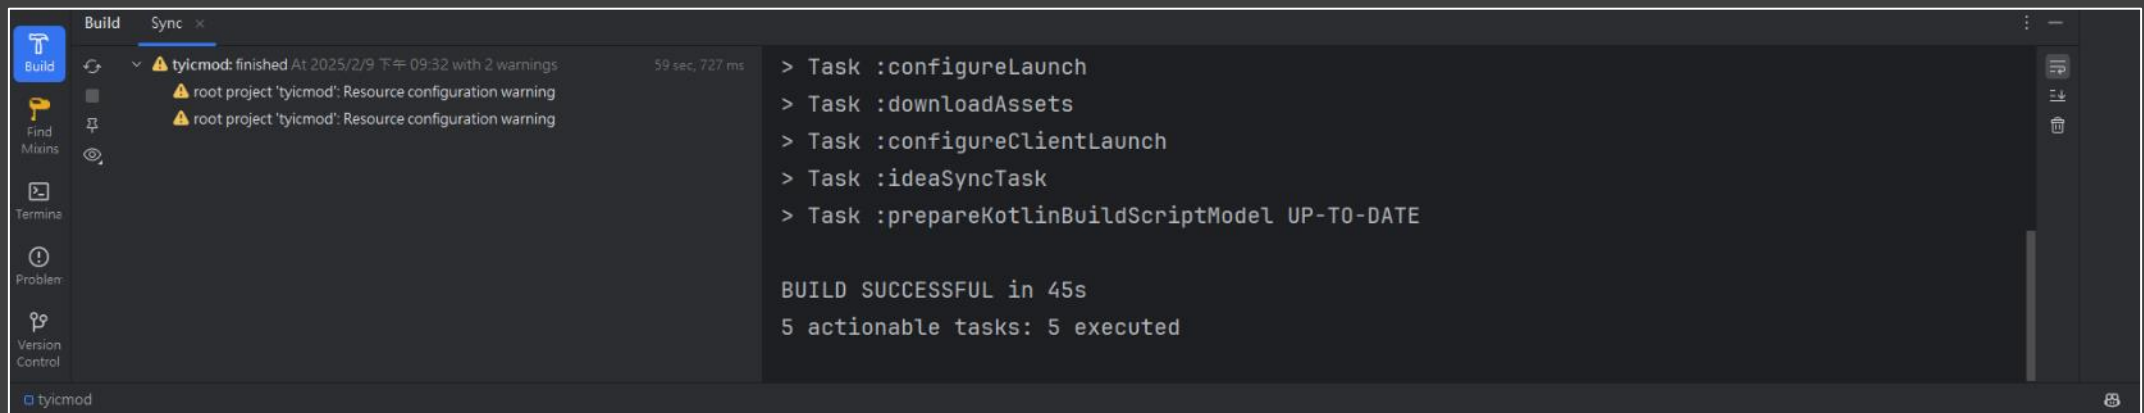 Build Sync ×
Build
Find
Mixins
Termina
Problem
Version
Control
tyicmod: finished At 2025/2/9 下午 09:32 with 2 warnings 59 sec, 727 ms
root project 'tyicmod': Resource configuration warning
root project 'tyicmod': Resource configuration warning
> Task :configureLaunch
> Task :downloadAssets
> Task :configureClientLaunch
> Task :ideaSyncTask
> Task :prepareKotlinBuildScriptModel UP-TO-DATE
BUILD SUCCESSFUL in 45s
5 actionable tasks: 5 executed
tyicmod